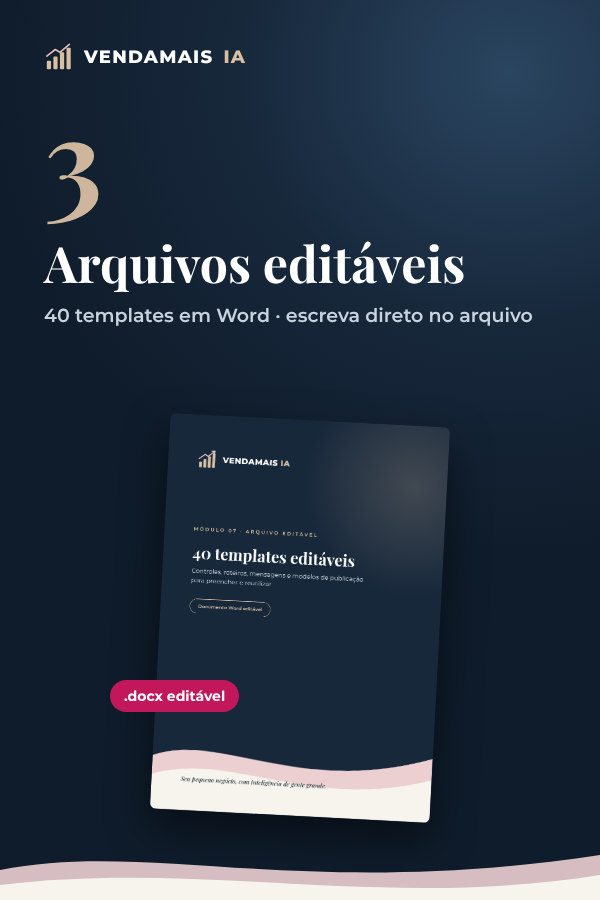 VENDAMAIS IA
3
Arquivos editáveis
40 templates em Word · escreva direto no arquivo
VENDAMAIS IA
MÓDULO 07 · ARQUIVO EDITÁVEL
40 templates editáveis
Controles, roteiros, mensagens e modelos de publicação
para preencher e reutilizar.
Documento Word editável
.docx editável
Seu pequeno negócio, com inteligência de gente grande.